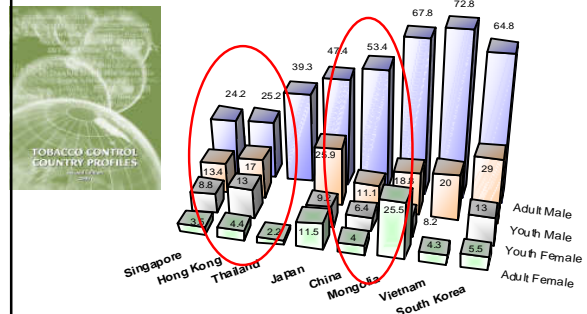 TOBACCO CONTROL
COUNTRY PROFILES
24.2
25.2
39.3
47.4
53.4
67.8
72.8
64.8
13.4
17
25.9
11.1
18.8
20
29
8.8
13
9.2
6.4
8.2
13
4.4
2.2
11.5
4
25.5
4.3
5.5
Adult Male
Youth Male
Youth Female
Adult Female
Singapore
Hong Kong
Thailand
Japan
China
Mongolia
Vietnam
South Korea